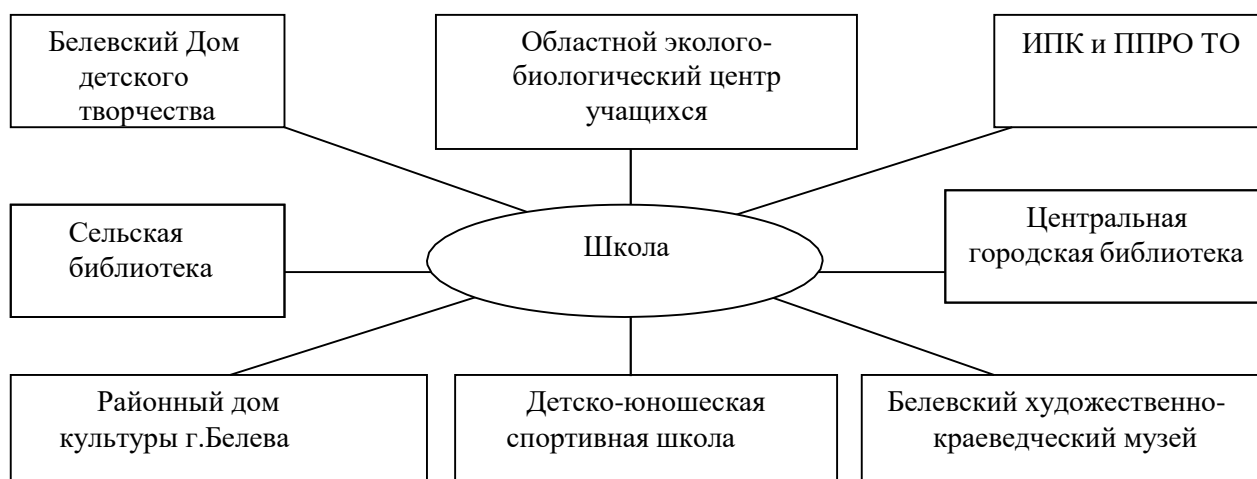 Белевский Дом
детского
творчества
Областной эколого-
биологический центр
учащихся
ИПК и ППРО ТО
Сельская
библиотека
Школа
Центральная
городская библиотека
Районный дом
культуры г.Белева
Детско-юношеская
спортивная школа
Белевский художественно-
краеведческий музей